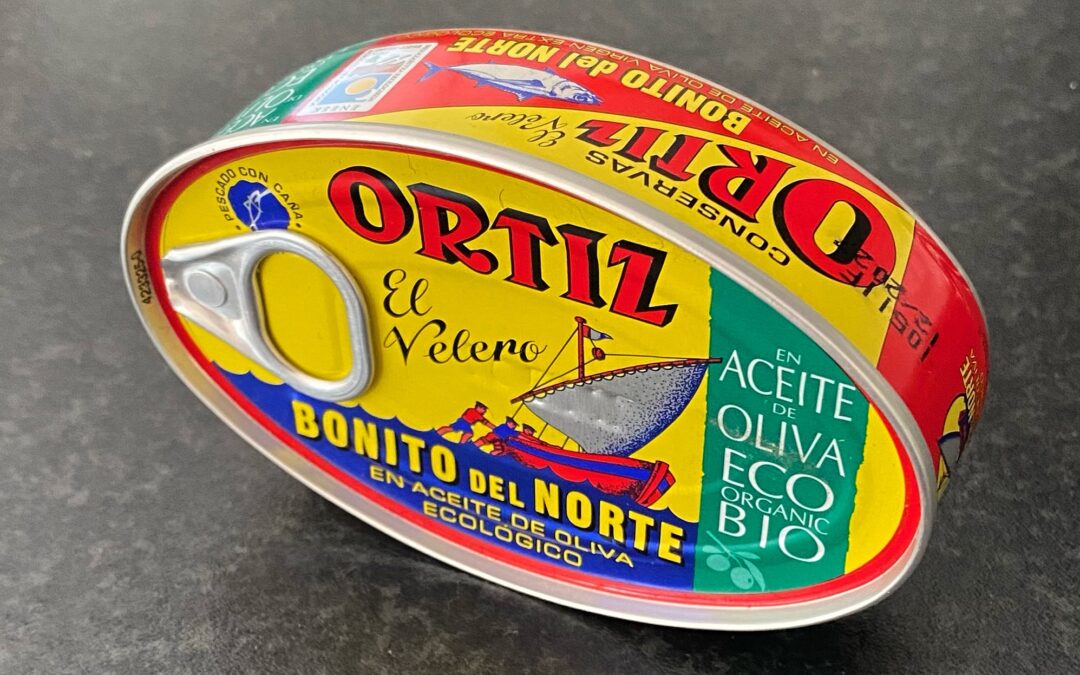 PESCADO CON CAÑA
ORTIZ
El
Velero
BONITO DEL NORTE
EN ACEITE DE OLIVA
ECOLÓGICO
EN
ACEITE
DE
OLIVA
ECO
ORGANIC
BIO
BONITO del NORTE
EN ACEITE DE OLIVA VIRGEN EXTRA
El
Velero
CONSERVAS
ORTIZ